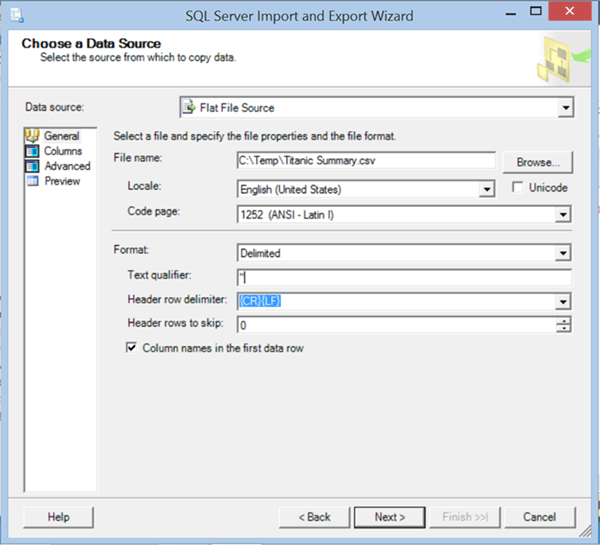 SQL Server Import and Export Wizard
Choose a Data Source
Select the source from which to copy data.
Data source: Flat File Source
General
Columns
Advanced
Preview
Select a file and specify the file properties and the file format.
File name: C:\Temp\Titanic Summary.csv Browse...
Locale: English (United States) Unicode
Code page: 1252 (ANSI - Latin I)
Format: Delimited
Text qualifier: "
Header row delimiter: {CR}{LF}
Header rows to skip: 0
Column names in the first data row
Help < Back Next > Finish >>| Cancel